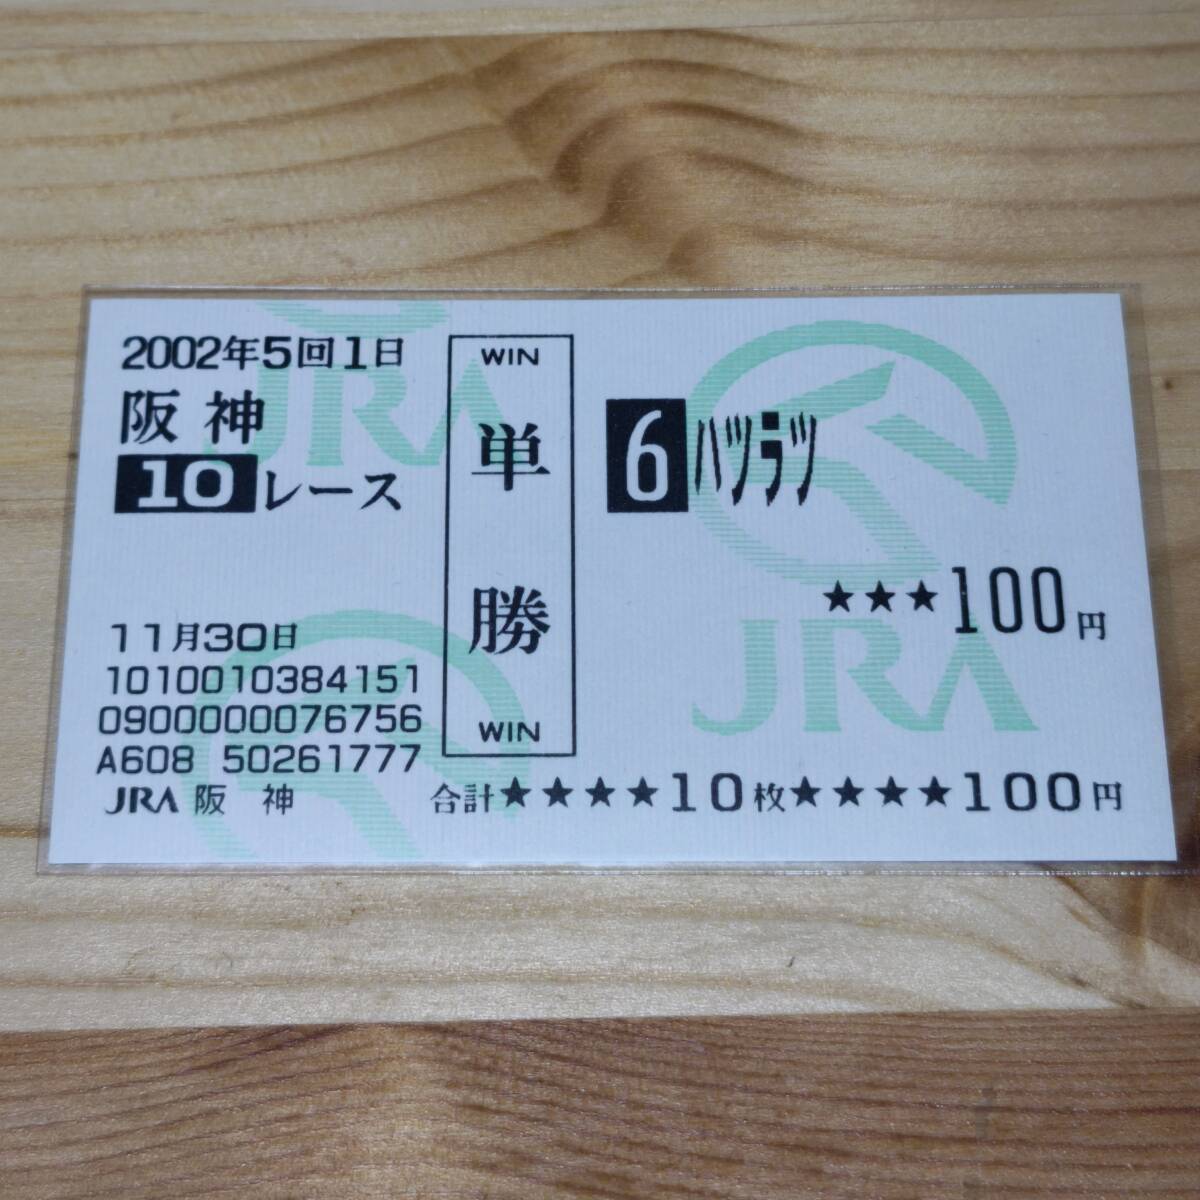 2002年5回1日
阪神
10レース
11月30日
1010010384151
0900000076756
A608 50261777
JRA 阪 神
WIN
単勝
WIN
6 ハツラツ
★★★100円
合計★★★★10枚★★★★100円
JRA
JRA